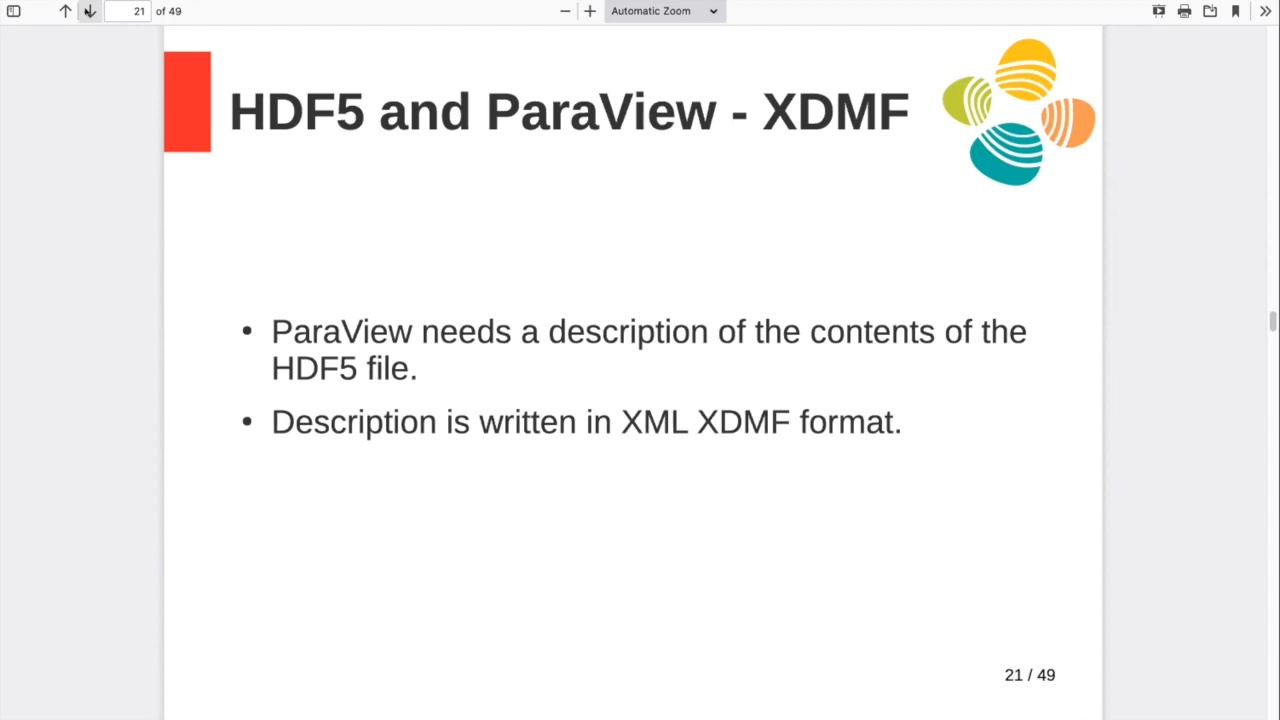 21 of 49
Automatic Zoom
HDF5 and ParaView - XDMF
• ParaView needs a description of the contents of the
HDF5 file.
• Description is written in XML XDMF format.
21 / 49